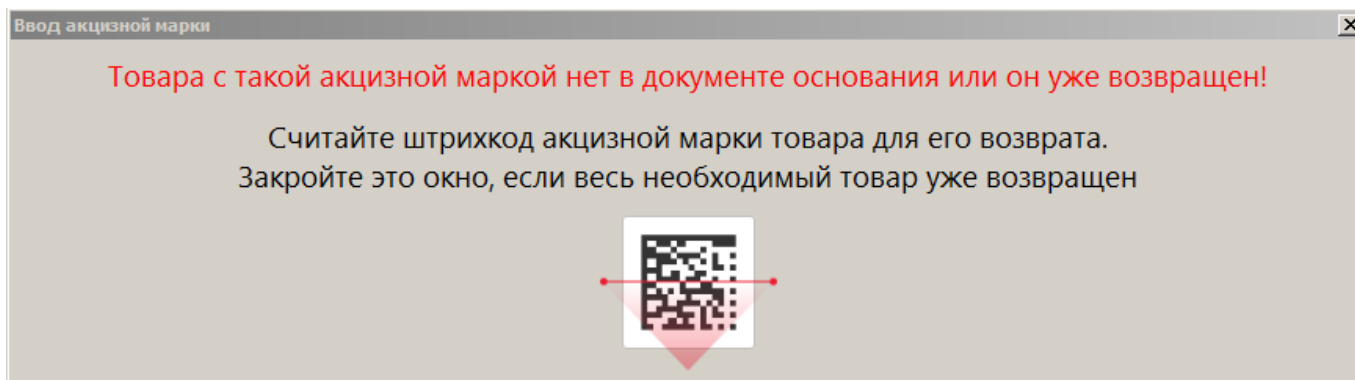 Ввод акцизной марки
Товара с такой акцизной маркой нет в документе основания или он уже возвращен!
Считайте штрихкод акцизной марки товара для его возврата.
Закройте это окно, если весь необходимый товар уже возвращен